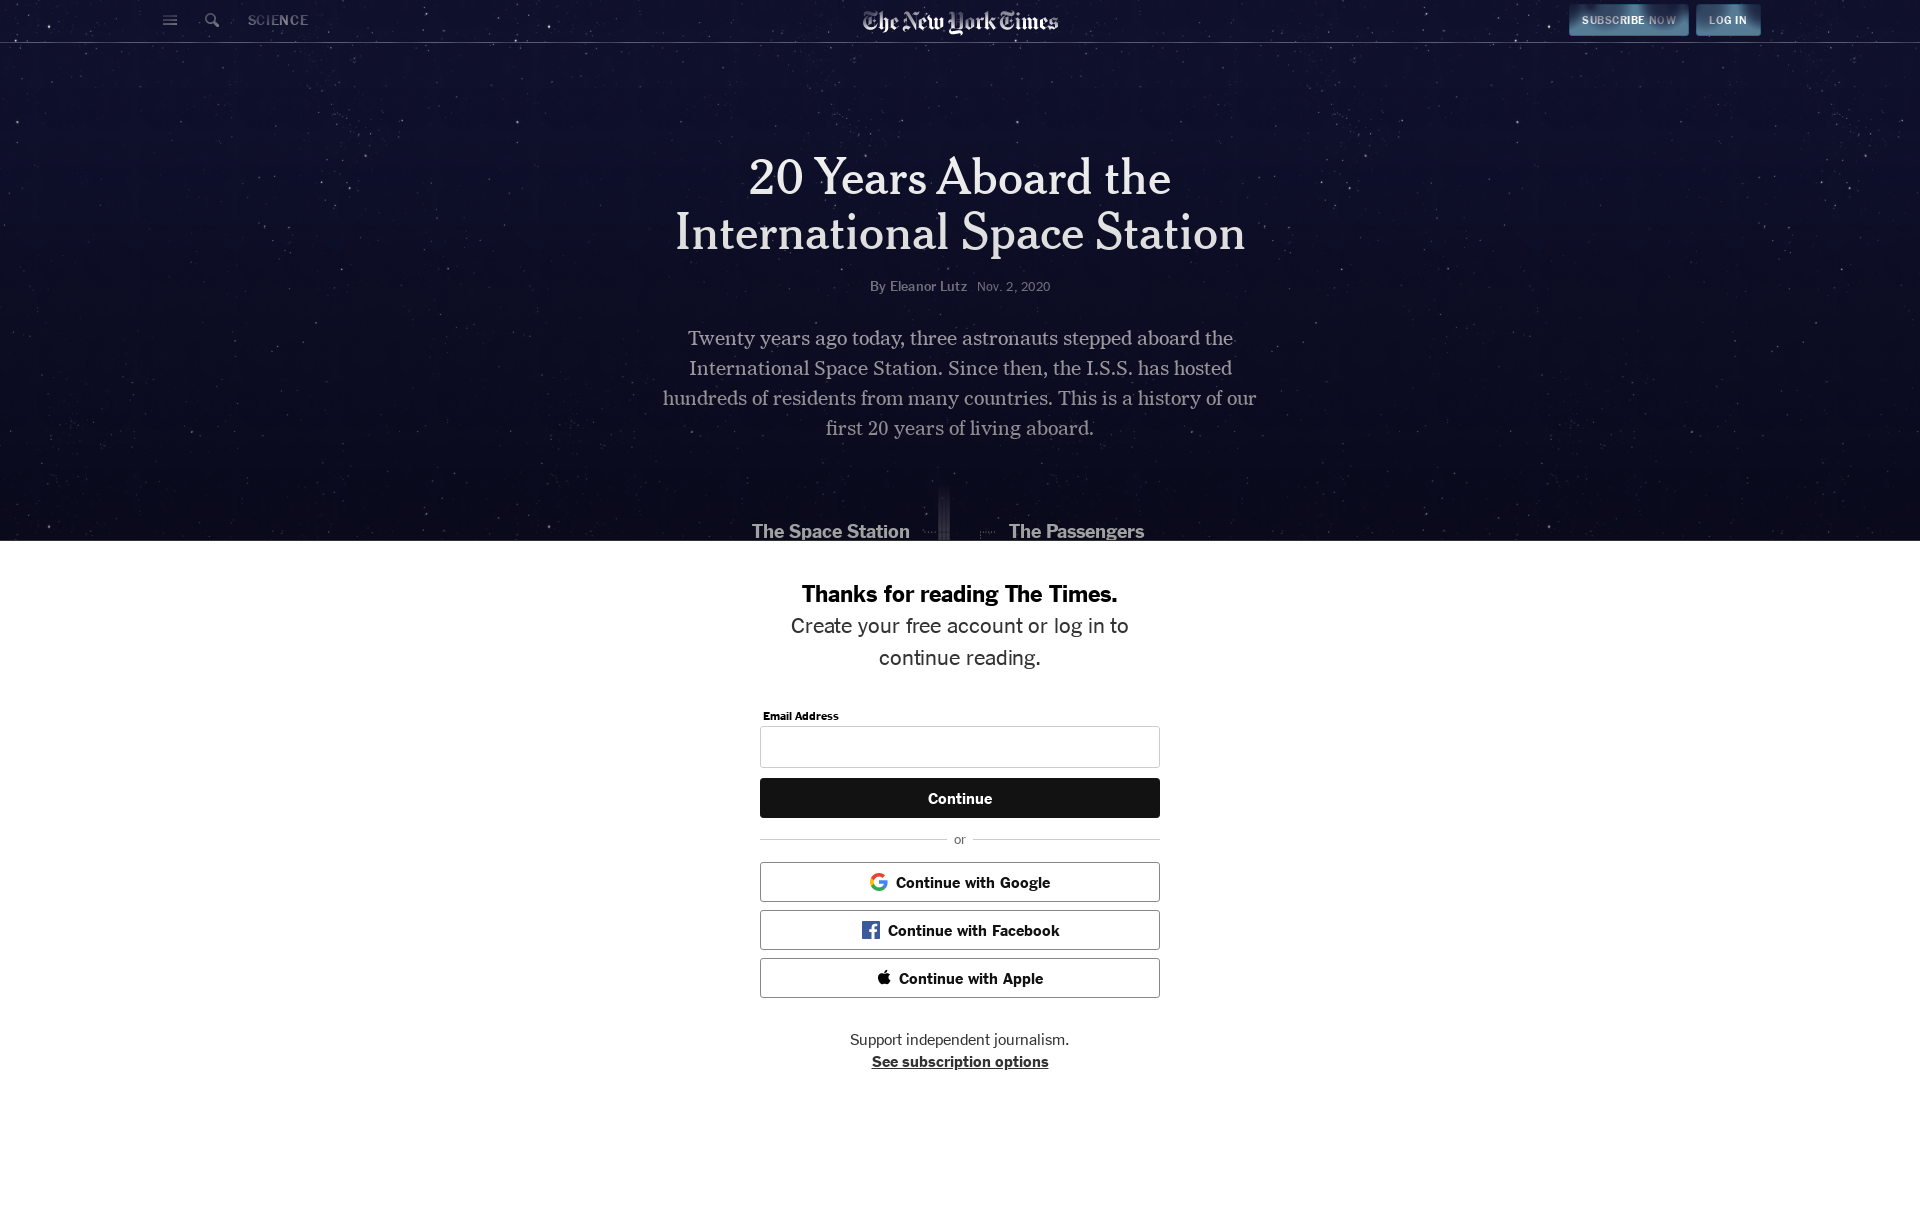 SCIENCE
The New York Times
SUBSCRIBE NOW
LOG IN
20 Years Aboard the
International Space Station
By Eleanor Lutz Nov. 2, 2020
Twenty years ago today, three astronauts stepped aboard the
International Space Station. Since then, the I.S.S. has hosted
hundreds of residents from many countries. This is a history of our
first 20 years of living aboard.
The Space Station
The Passengers
Thanks for reading The Times.
Create your free account or log in to
continue reading.
Email Address
Continue
or
Continue with Google
Continue with Facebook
Continue with Apple
Support independent journalism.
See subscription options